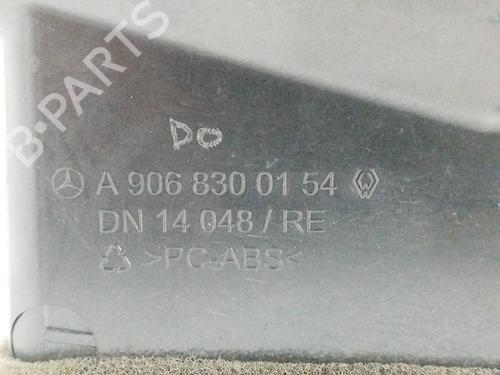 B-PARTS
DO
A 906 830 01 54
DN 14 048 / RE
>PC-ABS<